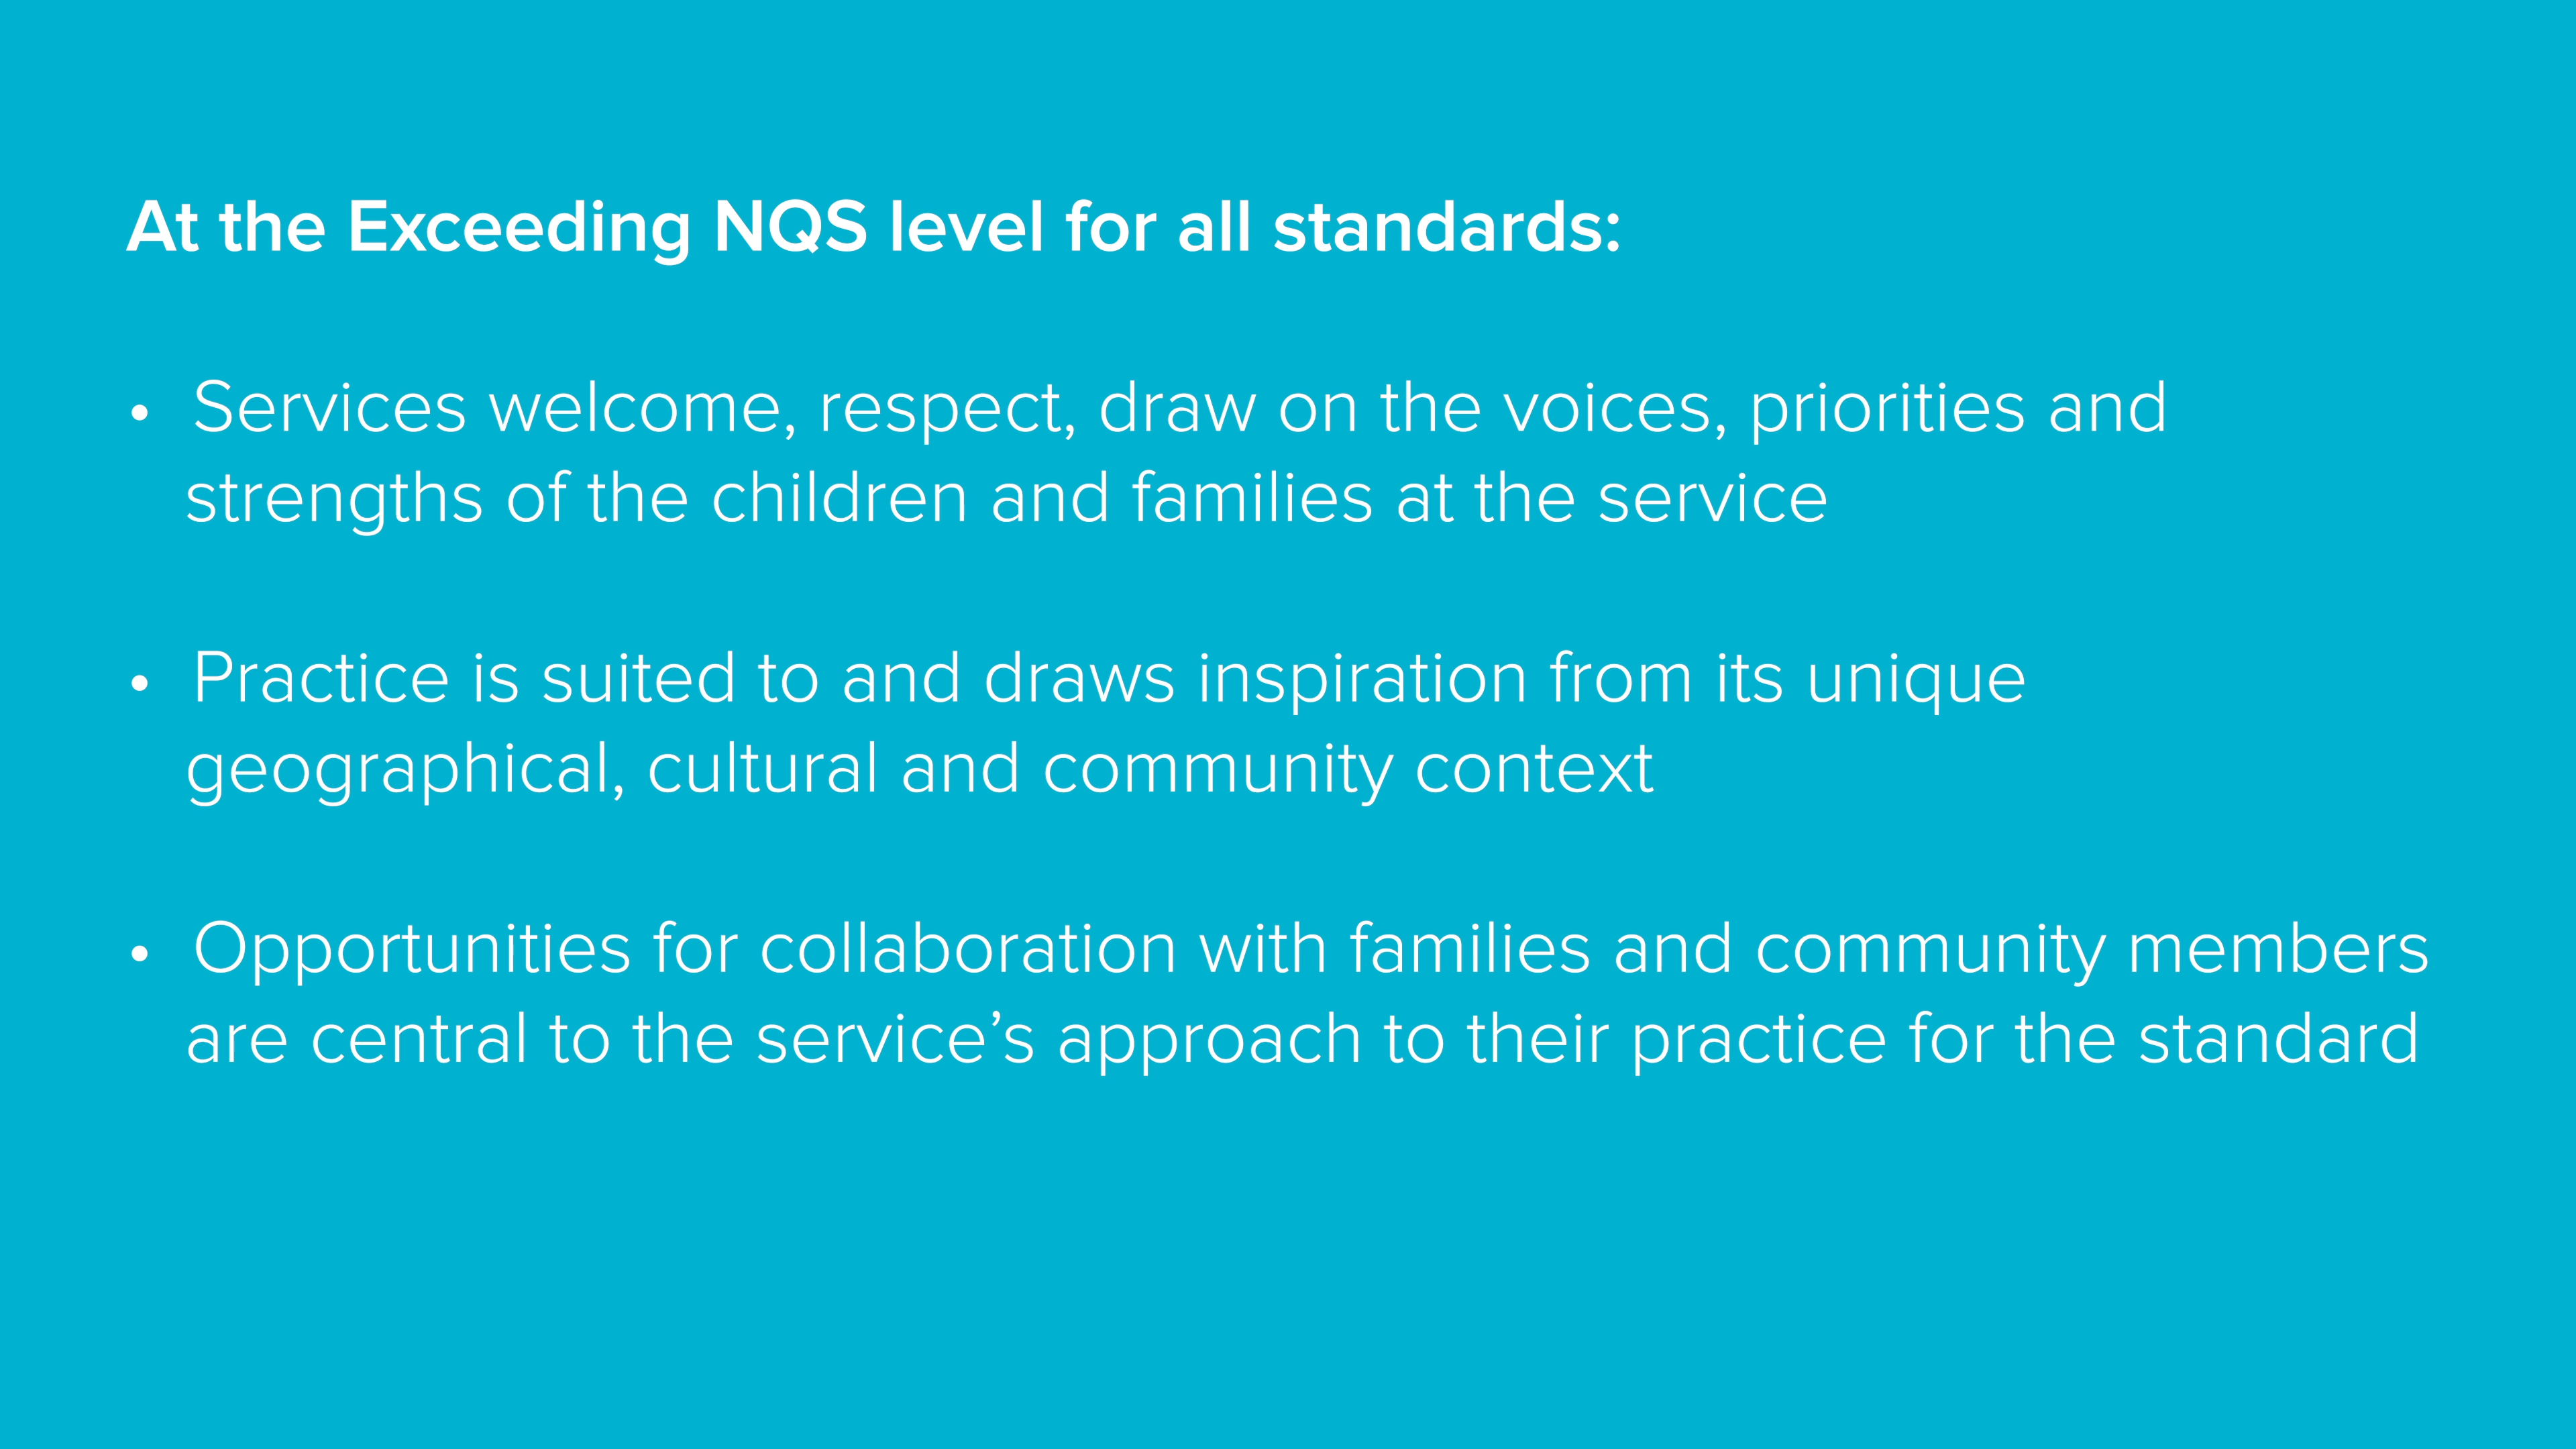 At the Exceeding NQS level for all standards:
• Services welcome, respect, draw on the voices, priorities and
strengths of the children and families at the service
• Practice is suited to and draws inspiration from its unique
geographical, cultural and community context
• Opportunities for collaboration with families and community members
are central to the service’s approach to their practice for the standard